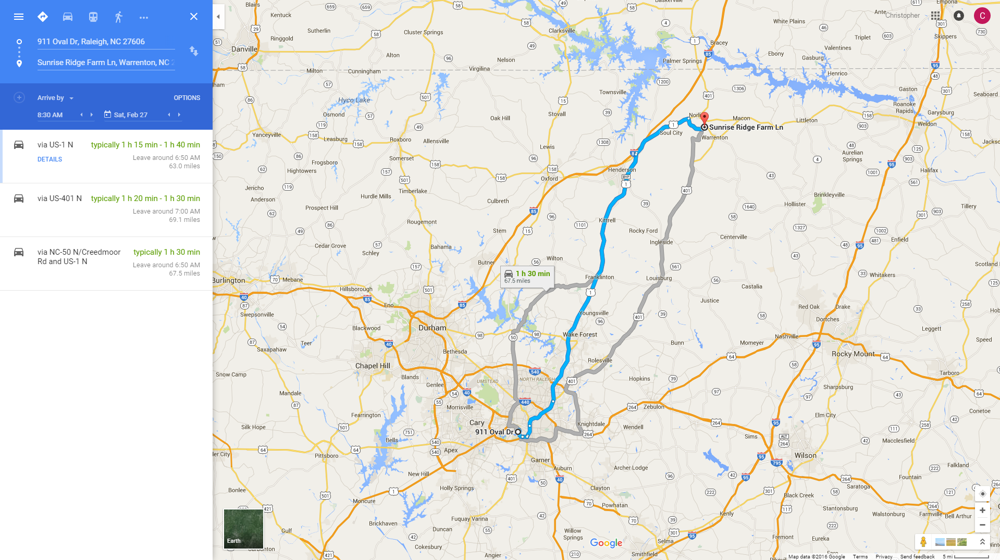 911 Oval Dr, Raleigh, NC 27606
Sunrise Ridge Farm Ln, Warrenton, NC
Arrive by
OPTIONS
8:30 AM
Sat, Feb 27
via US-1 N
typically 1 h 15 min - 1 h 40 min
DETAILS
Leave around 6:50 AM
63.0 miles
via US-401 N
typically 1 h 20 min - 1 h 30 min
Leave around 7:00 AM
69.1 miles
via NC-50 N/Creedmoor
Rd and US-1 N
typically 1 h 30 min
Leave around 6:50 AM
67.5 miles
Christopher
C
Blairs
Kentuck
Ringgold
Sutherlin
Cluster Springs
Clarksville
White Plains
Bracey
Triplet
Skippers
Emporia
Danville
Alton
Milton
Cunningham
Virgilina
Nelson
Palmer Springs
Ebony
Valentines
Gasburg
Henrico
Hyco Lake
Townsville
Gaston
Seaboard
Roanoke
Rapids
Garysburg
Weldon
Osmond
Oak Hill
Stovall
Macon
Littleton
Sunrise Ridge Farm Ln
Soul City
Warrenton
Yanceyville
Leasburg
Roxboro
Allensville
Lewis
Aurelian
Springs
Halifax
Frogsboro
Somerset
Hightowers
Henderson
Oxford
Jericho
Anderson
Timberlake
Hurdle Mills
Culbreth
Brinkleyville
Hollister
Tillery
Prospect Hill
Rougemont
Kittrell
Stem
Rocky Ford
Centerville
Ingleside
Enfield
Cedar Grove
Schley
Bahama
Butner
Wilton
1 h 30 min
67.5 miles
Franklinton
Louisburg
Whitakers
Scotland
Castalia
Burlington
Mebane
Hillsborough
Eno
Justice
Red Oak
Drake
Dortches
Swepsonville
Youngsville
Durham
Blackwood
Wake Forest
Leggett
Speed
Teer
Saxapahaw
Bunn
Momeyer
Nashville
Rocky Mount
Bethesda
Rolesville
Chapel Hill
Blands
Snow Camp
Genlee
UMSTEAD
NORTH RALEIGH
Hopkins
Tarboro
Sharpsburg
Mandale
Morrisville
Zebulon
Fearrington
Cary
Knightdale
Elm City
Conetoe
911 Oval Dr
Wendell
Silk Hope
Sims
Macclesfield
Bells
Apex
Pittsboro
Garner
Wilson
Auburn
Archer Lodge
Falkland
New Hill
Fountain
Holly Springs
Clayton
Bonlee
Moncure
Black Creek
Saratoga
Powhatan
Stantonsburg
Fuquay Varina
Kenly
Walstonburg
Farmville
Bell Arthur
Brickhaven
Duncan
Gulf
Willow
Springs
Fremont
Eureka
Earth
Cokesbury
Selma
Angier
Smithfield
Google
Map data ©2016 Google
Terms
Privacy
Send feedback
5 mi